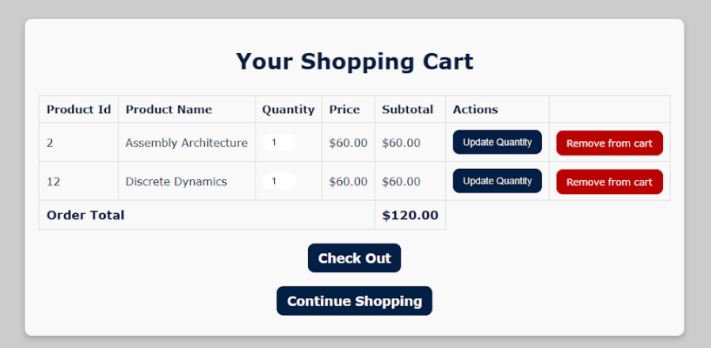 Your Shopping Cart
Product Id Product Name Quantity Price Subtotal Actions
2 Assembly Architecture 1 $60.00 $60.00 Update Quantity Remove from cart
12 Discrete Dynamics 1 $60.00 $60.00 Update Quantity Remove from cart
Order Total $120.00
Check Out
Continue Shopping